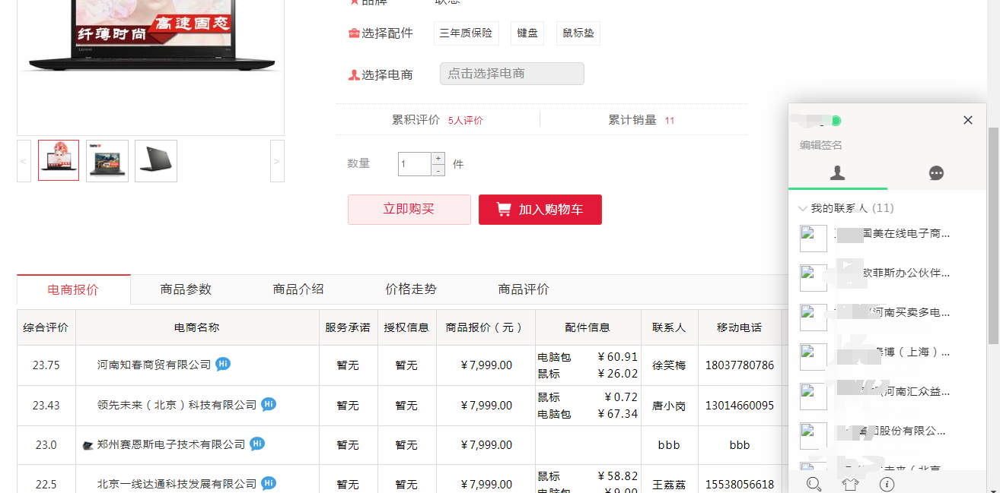 高速固态
纤薄时尚
Lenovo
品牌 联想
选择配件 三年质保险 键盘 鼠标垫
选择电商 点击选择电商
累积评价 5人评价 累计销量 11
< >
数量 1 + - 件
立即购买 加入购物车
电商报价 商品参数 商品介绍 价格走势 商品评价
综合评价 电商名称 服务承诺 授权信息 商品报价（元） 配件信息 联系人 移动电话
23.75 河南知春商贸有限公司 Hi 暂无 暂无 ￥7,999.00 电脑包 ￥60.91 徐笑梅 18037780786
鼠标 ￥26.02
23.43 领先未来（北京）科技有限公司 Hi 暂无 暂无 ￥7,999.00 鼠标 ￥0.72 唐小岗 13014660095
电脑包 ￥67.34
23.0 郑州赛恩斯电子技术有限公司 Hi 暂无 暂无 ￥7,999.00 bbb bbb
22.5 北京一线达通科技发展有限公司 Hi 暂无 暂无 ￥7,999.00 鼠标 ￥58.82 王荔荔 15538056618
电脑包 ￥9.00
编辑签名
我的联系人 (11)
国美在线电子商...
欧菲斯办公伙伴...
河南买卖多电...
泰博（上海）...
河南汇众益...
集团股份有限公...
未来（北京